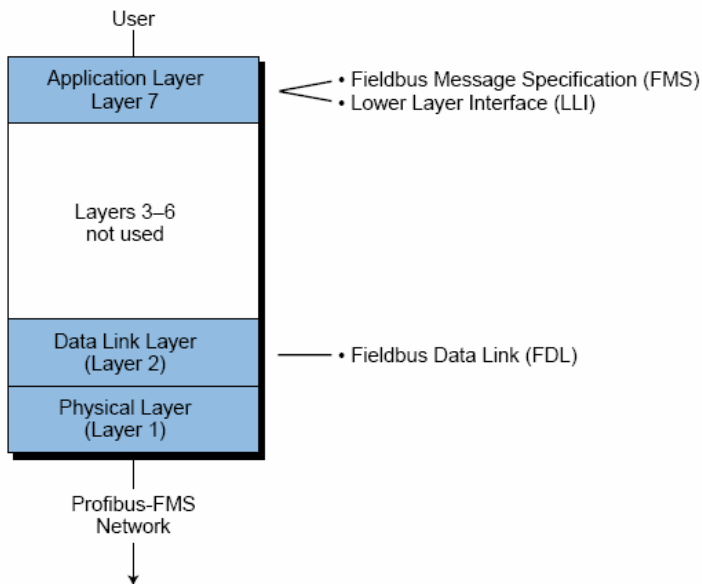 User
Application Layer
Layer 7
• Fieldbus Message Specification (FMS)
• Lower Layer Interface (LLI)
Layers 3–6
not used
Data Link Layer
(Layer 2)
• Fieldbus Data Link (FDL)
Physical Layer
(Layer 1)
Profibus-FMS
Network